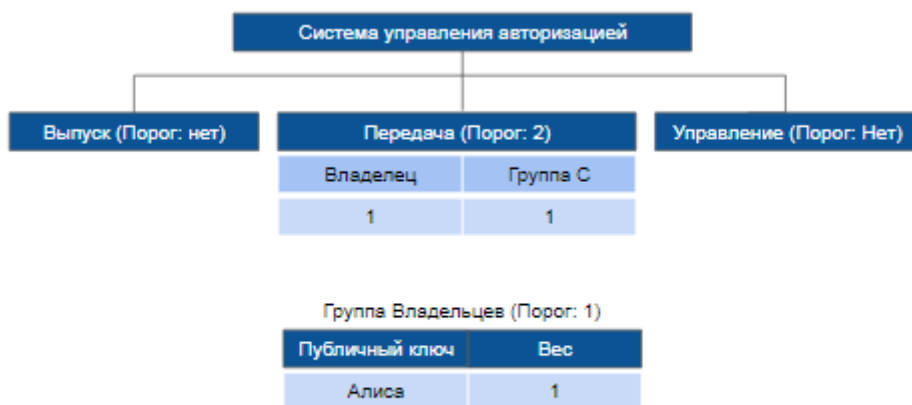 Система управления авторизацией
Выпуск (Порог: нет)
Передача (Порог: 2)
Управление (Порог: Нет)
Владелец Группа С
1 1
Группа Владельцев (Порог: 1)
Публичный ключ Вес
Алиса 1